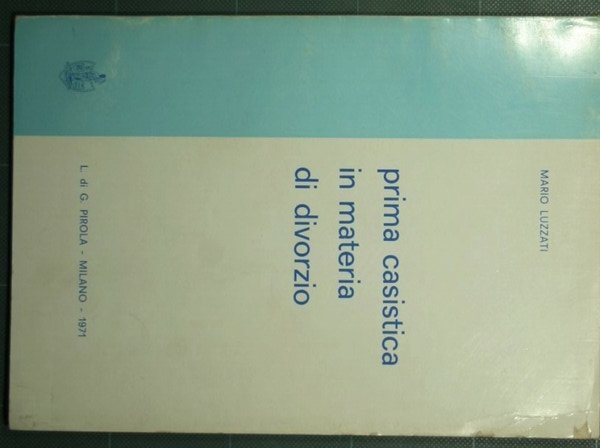 MARIO LUZZATI
prima casistica
in materia
di divorzio
L. di G. PIROLA - MILANO - 1971